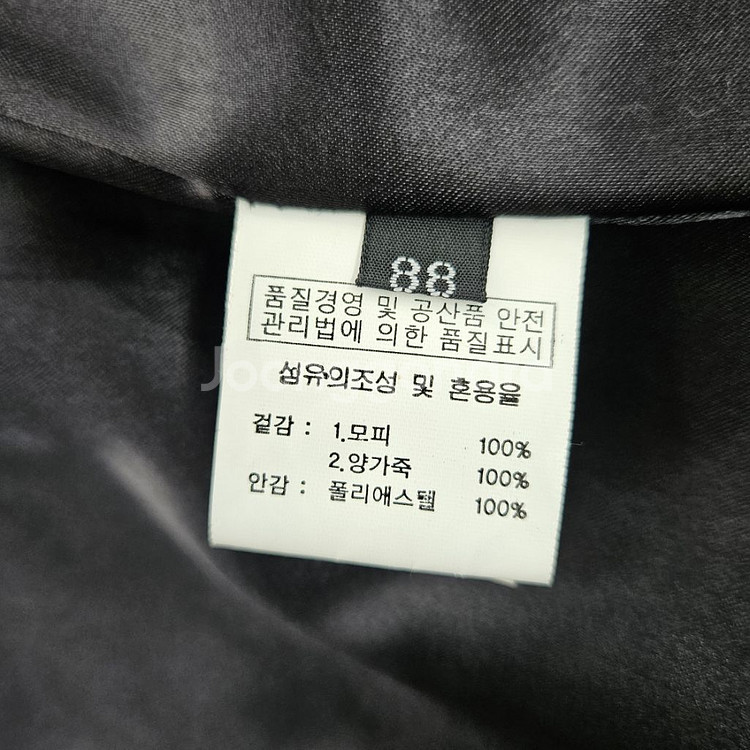 88
품질경영 및 공산품 안전
관리법에 의한 품질표시
섬유의조성 및 혼용율
겉감 : 1.모피 100%
2.양가죽 100%
안감 : 폴리에스텔 100%